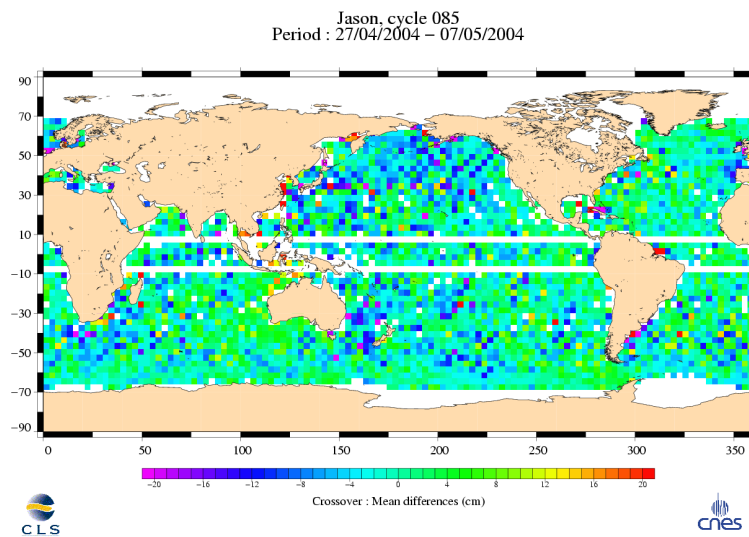 Jason, cycle 085
Period : 27/04/2004 − 07/05/2004
90
70
50
30
10
−10
−30
−50
−70
−90
0 50 100 150 200 250 300 350
−20 −16 −12 −8 −4 0 4 8 12 16 20
Crossover : Mean differences (cm)
CLS
cnes